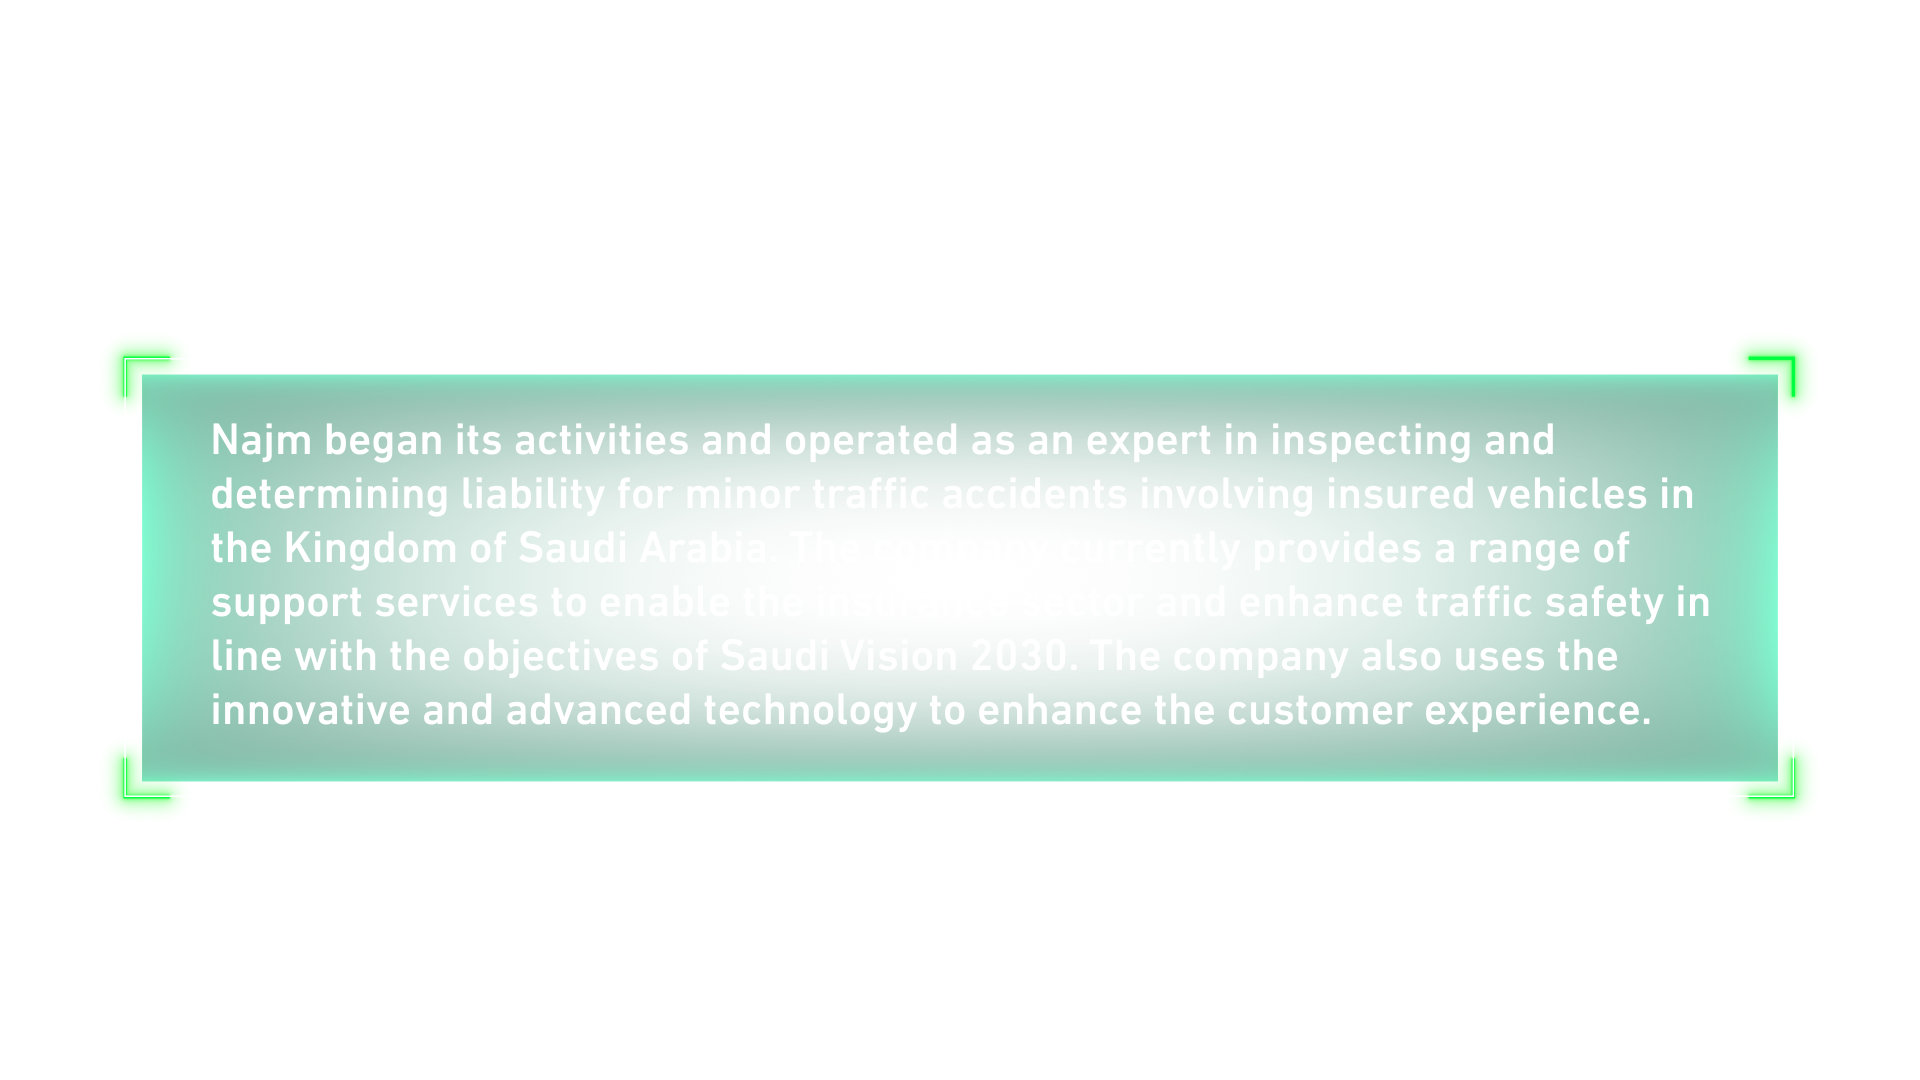 Najm began its activities and operated as an expert in inspecting and
determining liability for minor traffic accidents involving insured vehicles in
the Kingdom of Saudi Arabia. The company currently provides a range of
support services to enable the insurance sector and enhance traffic safety in
line with the objectives of Saudi Vision 2030. The company also uses the
innovative and advanced technology to enhance the customer experience.